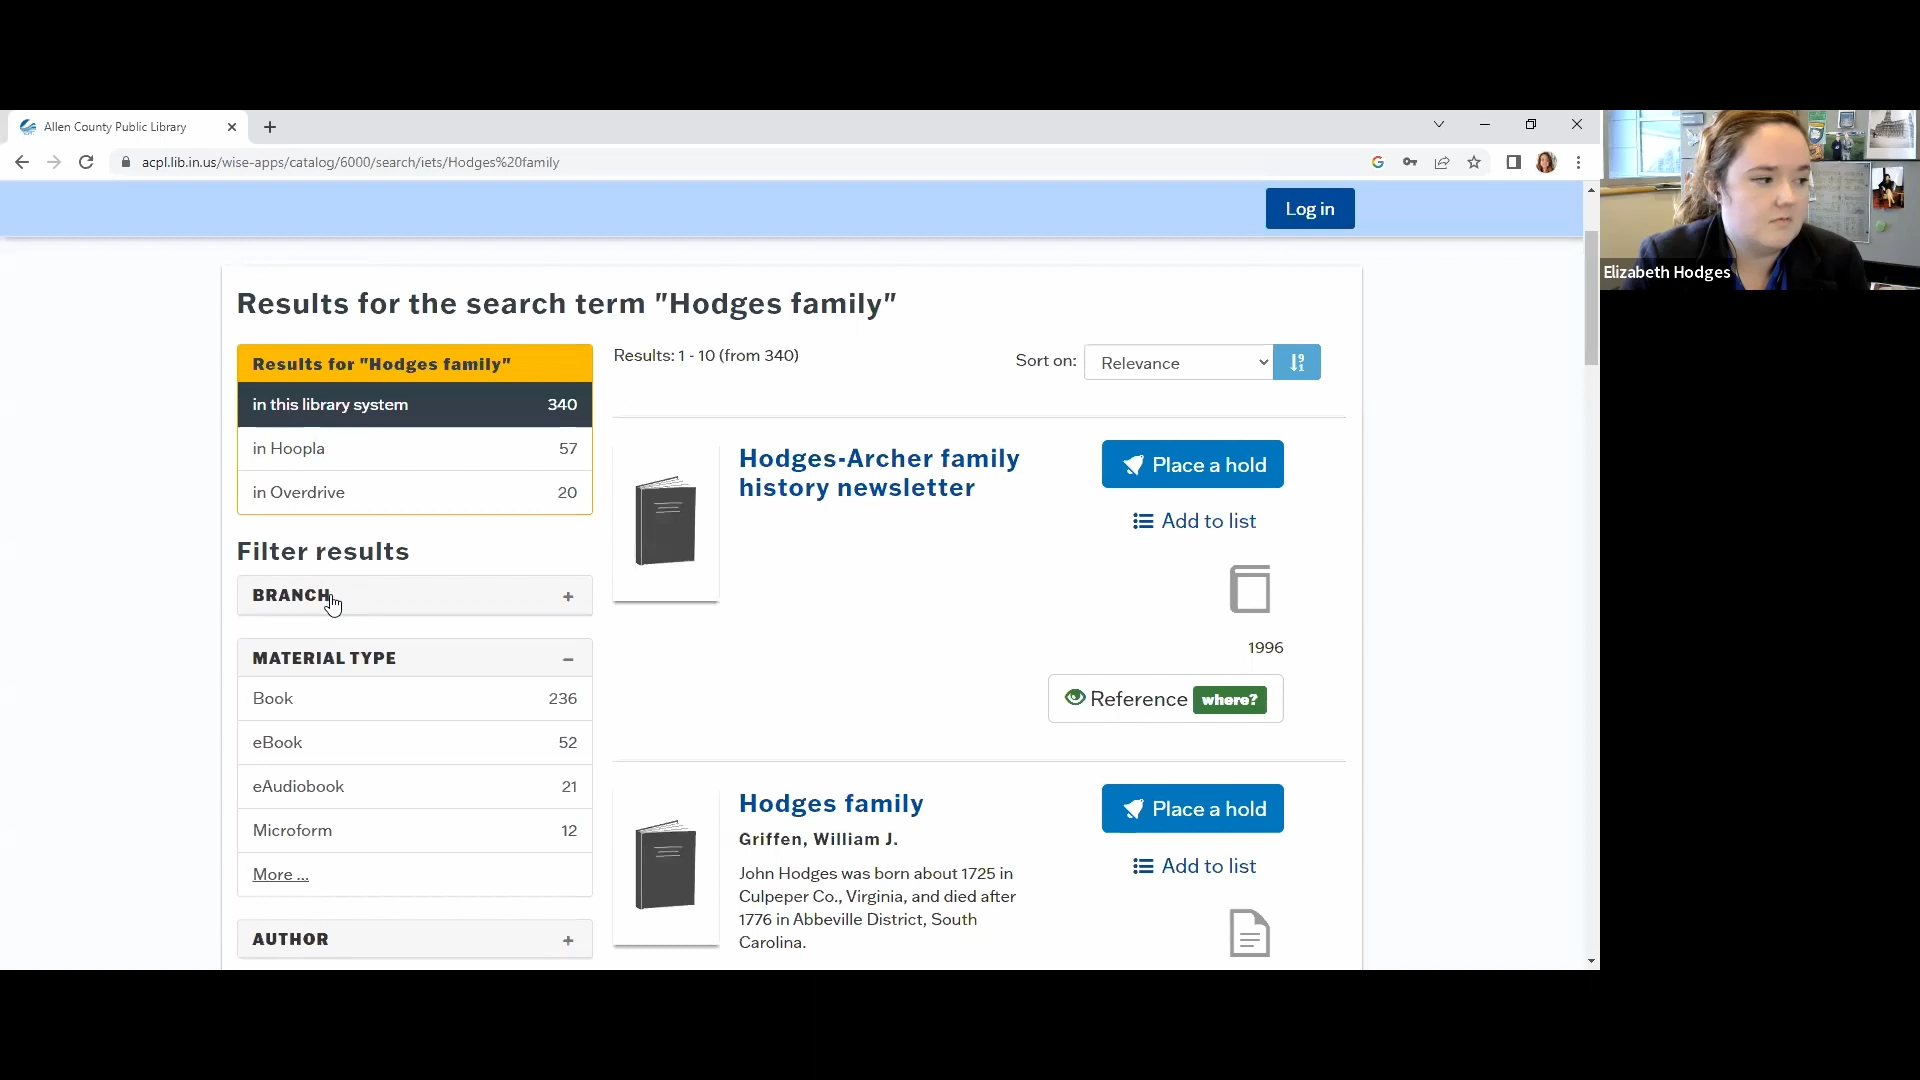 Allen County Public Library
acpl.lib.in.us/wise-apps/catalog/6000/search/iets/Hodges%20family
Log in
Elizabeth Hodges
Results for the search term "Hodges family"
Results for "Hodges family"
in this library system 340
in Hoopla 57
in Overdrive 20
Filter results
BRANCH +
MATERIAL TYPE –
Book 236
eBook 52
eAudiobook 21
Microform 12
More ...
AUTHOR +
Results: 1 - 10 (from 340)
Sort on: Relevance
Hodges-Archer family
history newsletter
Place a hold
Add to list
1996
Reference where?
Hodges family
Griffen, William J.
John Hodges was born about 1725 in
Culpeper Co., Virginia, and died after
1776 in Abbeville District, South
Carolina.
Place a hold
Add to list